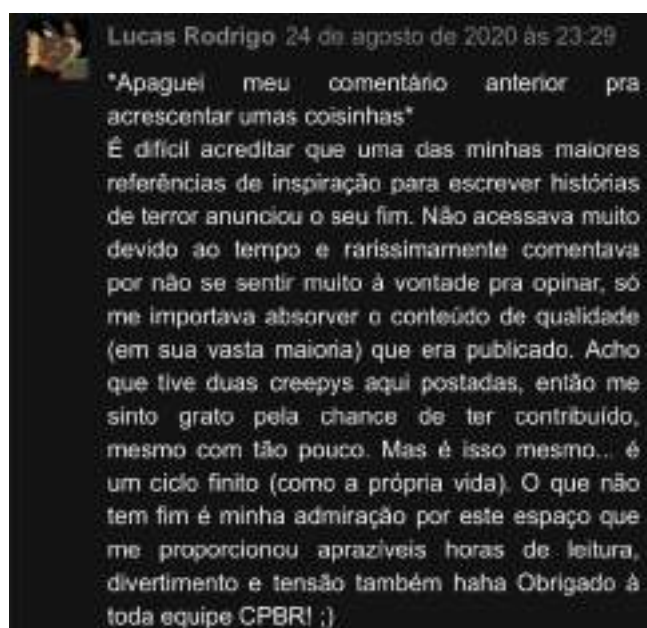 Lucas Rodrigo 24 de agosto de 2020 às 23:29
*Apaguei meu comentário anterior pra
acrescentar umas coisinhas*
É difícil acreditar que uma das minhas maiores
referências de inspiração para escrever histórias
de terror anunciou o seu fim. Não acessava muito
devido ao tempo e rarissimamente comentava
por não se sentir muito à vontade pra opinar, só
me importava absorver o conteúdo de qualidade
(em sua vasta maioria) que era publicado. Acho
que tive duas creepys aqui postadas, então me
sinto grato pela chance de ter contribuído,
mesmo com tão pouco. Mas é isso mesmo... é
um ciclo finito (como a própria vida). O que não
tem fim é minha admiração por este espaço que
me proporcionou aprazíveis horas de leitura,
divertimento e tensão também haha Obrigado à
toda equipe CPBR! ;)